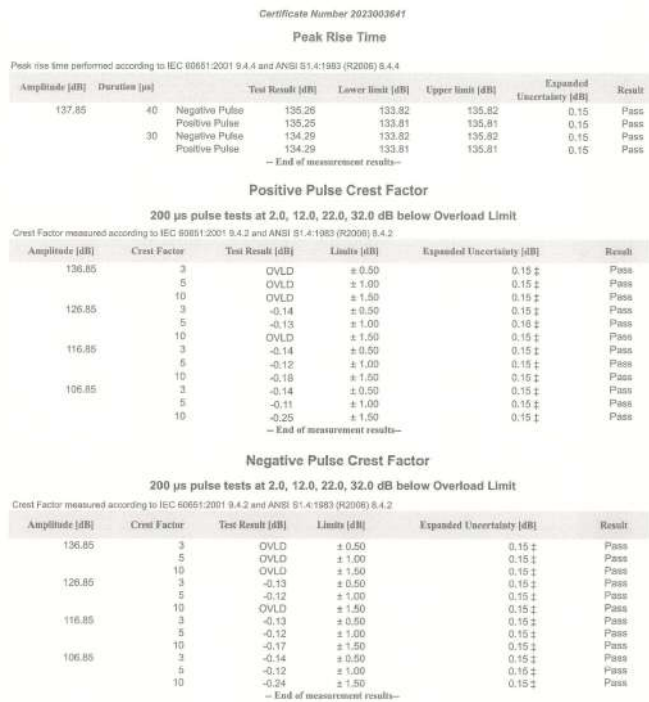 Certificate Number 2023003641
Peak Rise Time
Peak rise time performed according to IEC 60651:2001 9.4.4 and ANSI S1.4:1983 (R2006) 8.4.4
Amplitude [dB] Duration [µs] Test Result [dB] Lower limit [dB] Upper limit [dB] Expanded Uncertainty [dB] Result
137.85 40 Negative Pulse 135.26 133.82 135.82 0.15 Pass
Positive Pulse 135.25 133.81 135.81 0.15 Pass
30 Negative Pulse 134.29 133.82 135.82 0.15 Pass
Positive Pulse 134.29 133.81 135.81 0.15 Pass
-- End of measurement results--
Positive Pulse Crest Factor
200 µs pulse tests at 2.0, 12.0, 22.0, 32.0 dB below Overload Limit
Crest Factor measured according to IEC 60651:2001 9.4.2 and ANSI S1.4:1983 (R2006) 8.4.2
Amplitude [dB] Crest Factor Test Result [dB] Limits [dB] Expanded Uncertainty [dB] Result
136.85 3 OVLD ± 0.50 0.15 ‡ Pass
5 OVLD ± 1.00 0.15 ‡ Pass
10 OVLD ± 1.50 0.15 ‡ Pass
126.85 3 -0.14 ± 0.50 0.15 ‡ Pass
5 -0.13 ± 1.00 0.16 ‡ Pass
10 OVLD ± 1.50 0.15 ‡ Pass
116.85 3 -0.14 ± 0.50 0.15 ‡ Pass
5 -0.12 ± 1.00 0.15 ‡ Pass
10 -0.18 ± 1.50 0.15 ‡ Pass
106.85 3 -0.14 ± 0.50 0.15 ‡ Pass
5 -0.11 ± 1.00 0.15 ‡ Pass
10 -0.25 ± 1.50 0.15 ‡ Pass
-- End of measurement results--
Negative Pulse Crest Factor
200 µs pulse tests at 2.0, 12.0, 22.0, 32.0 dB below Overload Limit
Crest Factor measured according to IEC 60651:2001 9.4.2 and ANSI S1.4:1983 (R2006) 8.4.2
Amplitude [dB] Crest Factor Test Result [dB] Limits [dB] Expanded Uncertainty [dB] Result
136.85 3 OVLD ± 0.50 0.15 ‡ Pass
5 OVLD ± 1.00 0.15 ‡ Pass
10 OVLD ± 1.50 0.15 ‡ Pass
126.85 3 -0.13 ± 0.50 0.15 ‡ Pass
5 -0.12 ± 1.00 0.15 ‡ Pass
10 OVLD ± 1.50 0.15 ‡ Pass
116.85 3 -0.13 ± 0.50 0.15 ‡ Pass
5 -0.12 ± 1.00 0.15 ‡ Pass
10 -0.17 ± 1.50 0.15 ‡ Pass
106.85 3 -0.14 ± 0.50 0.15 ‡ Pass
5 -0.12 ± 1.00 0.15 ‡ Pass
10 -0.24 ± 1.50 0.15 ‡ Pass
-- End of measurement results--